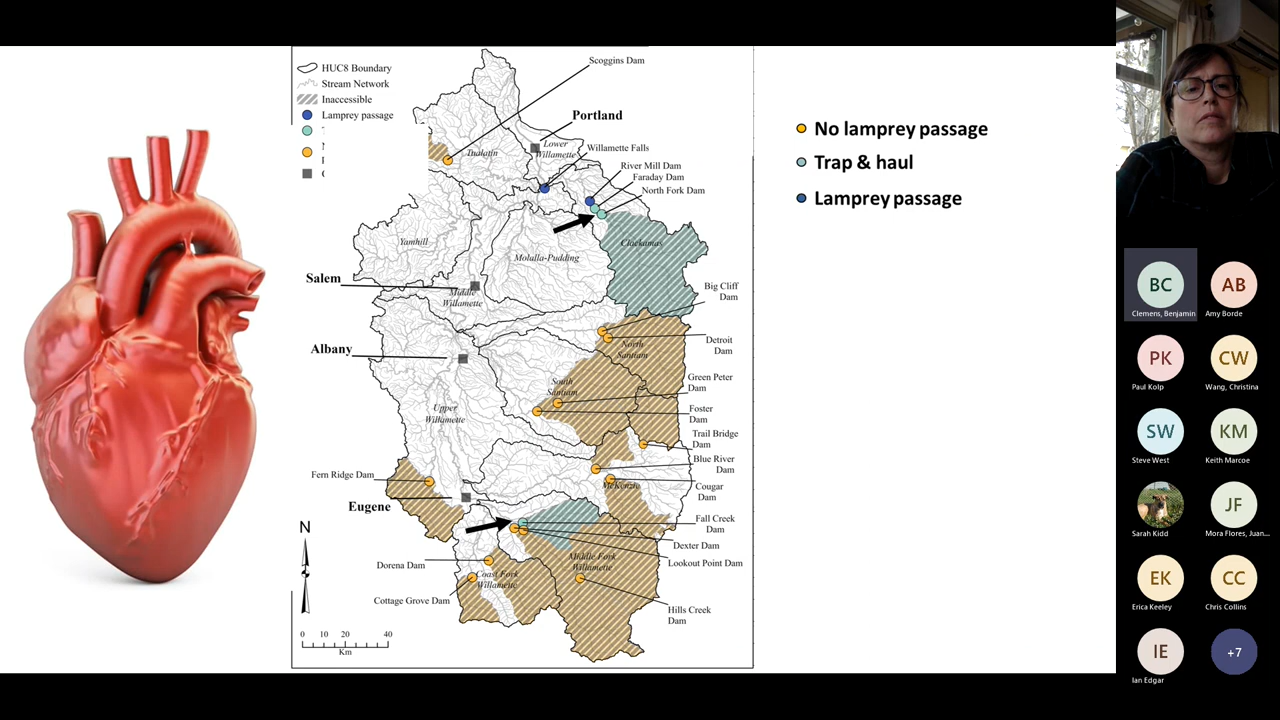 HUC8 Boundary
Stream Network
Inaccessible
Lamprey passage
Scoggins Dam
Portland
Tualatin
Lower
Willamette
Willamette Falls
River Mill Dam
Faraday Dam
North Fork Dam
Yamhill
Molalla-Pudding
Clackamas
Salem
Middle
Willamette
Big Cliff
Dam
Albany
North
Santiam
Detroit
Dam
South
Santiam
Green Peter
Dam
Foster
Dam
Upper
Willamette
Trail Bridge
Dam
Blue River
Dam
McKenzie
Cougar
Dam
Fern Ridge Dam
Eugene
Fall Creek
Dam
Dexter Dam
Lookout Point Dam
Middle Fork
Willamette
Dorena Dam
Coast Fork
Willamette
Cottage Grove Dam
Hills Creek
Dam
N
0 10 20 40
Km
No lamprey passage
Trap & haul
Lamprey passage
BC
Clemens, Benjamin
AB
Amy Borde
PK
Paul Kolp
CW
Wang, Christina
SW
Steve West
KM
Keith Marcoe
Sarah Kidd
JF
Mora Flores, Juan...
EK
Erica Keeley
CC
Chris Collins
IE
Ian Edgar
+7